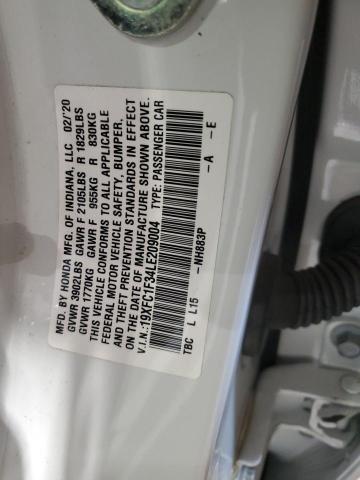 MFD. BY HONDA MFG. OF INDIANA, LLC 02/'20
GVWR 3902LBS GAWR F 2105LBS R 1829LBS
GVWR 1770KG GAWR F 955KG R 830KG
THIS VEHICLE CONFORMS TO ALL APPLICABLE
FEDERAL MOTOR VEHICLE SAFETY, BUMPER,
AND THEFT PREVENTION STANDARDS IN EFFECT
ON THE DATE OF MANUFACTURE SHOWN ABOVE.
V.I.N.:19XFC1F34LE209004 TYPE: PASSENGER CAR
-NH883P -A -E
TBC L L15